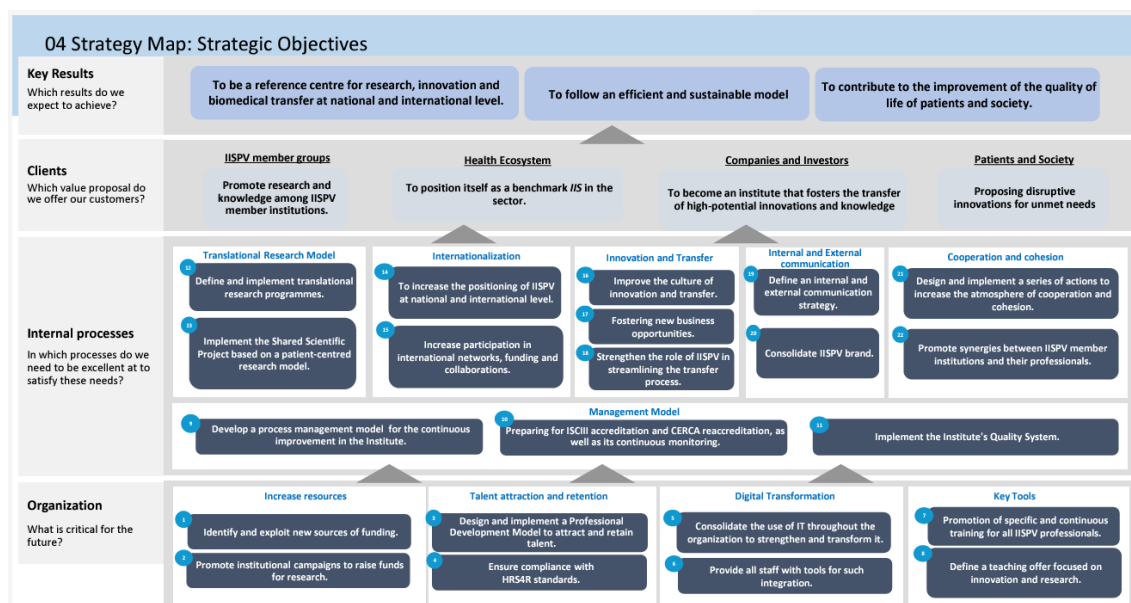 04 Strategy Map: Strategic Objectives
Key Results
Which results do we
expect to achieve?
To be a reference centre for research, innovation and
biomedical transfer at national and international level.
To follow an efficient and sustainable model
To contribute to the improvement of the quality of
life of patients and society.
Clients
Which value proposal do
we offer our customers?
IISPV member groups
Promote research and
knowledge among IISPV
member institutions.
Health Ecosystem
To position itself as a benchmark IIS in the
sector.
Companies and Investors
To become an institute that fosters the transfer
of high-potential innovations and knowledge
Patients and Society
Proposing disruptive
innovations for unmet needs
Internal processes
In which processes do we
need to be excellent at to
satisfy these needs?
Translational Research Model
12
Define and implement translational
research programmes.
13
Implement the Shared Scientific
Project based on a patient-centred
research model.
Internationalization
14
To increase the positioning of IISPV
at national and international level.
15
Increase participation in
international networks, funding and
collaborations.
Innovation and Transfer
16
Improve the culture of
innovation and transfer.
17
Fostering new business
opportunities.
18
Strengthen the role of IISPV in
streamlining the transfer
process.
Internal and External
communication
19
Define an internal and
external communication
strategy.
20
Consolidate IISPV brand.
Cooperation and cohesion
21
Design and implement a series of actions to
increase the atmosphere of cooperation and
cohesion.
22
Promote synergies between IISPV member
institutions and their professionals.
Management Model
9
Develop a process management model for the continuous
improvement in the Institute.
10
Preparing for ISCIII accreditation and CERCA reaccreditation, as
well as its continuous monitoring.
11
Implement the Institute's Quality System.
Organization
What is critical for the
future?
Increase resources
1
Identify and exploit new sources of funding.
2
Promote institutional campaigns to raise funds
for research.
Talent attraction and retention
3
Design and implement a Professional
Development Model to attract and retain
talent.
4
Ensure compliance with
HRS4R standards.
Digital Transformation
5
Consolidate the use of IT throughout the
organization to strengthen and transform it.
6
Provide all staff with tools for such
integration.
Key Tools
7
Promotion of specific and continuous
training for all IISPV professionals.
8
Define a teaching offer focused on
innovation and research.